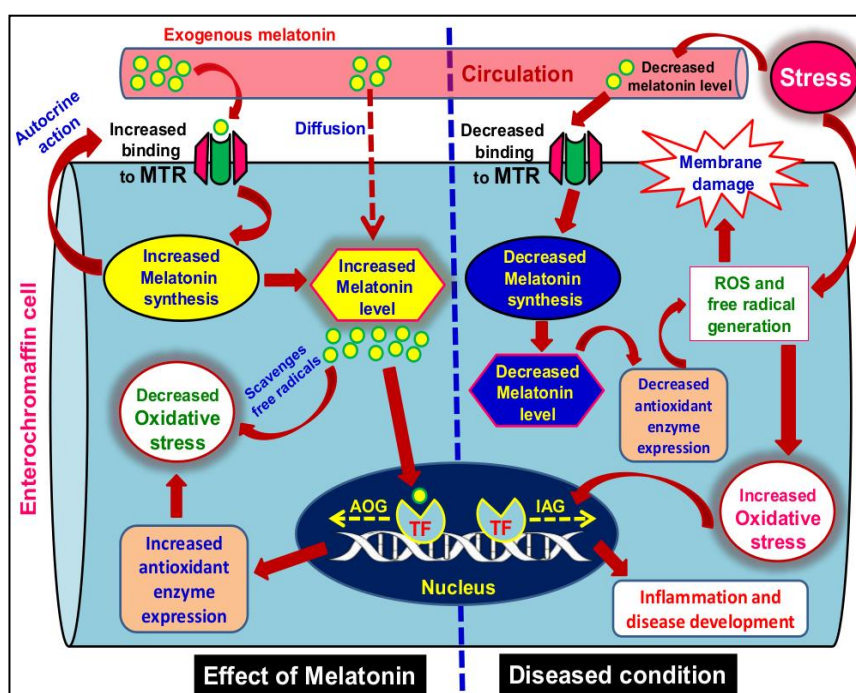 Exogenous melatonin
Circulation
Decreased
melatonin level
Stress
Autocrine
action
Increased
binding
to MTR
Diffusion
Decreased
binding
to MTR
Membrane
damage
Increased
Melatonin
synthesis
Increased
Melatonin
level
Decreased
Melatonin
synthesis
ROS and
free radical
generation
Scavenges
free radicals
Decreased
Oxidative
stress
Decreased
Melatonin
level
Decreased
antioxidant
enzyme
expression
Enterochromaffin cell
AOG
TF
TF
IAG
Nucleus
Increased
Oxidative
stress
Increased
antioxidant
enzyme
expression
Inflammation and
disease development
Effect of Melatonin
Diseased condition